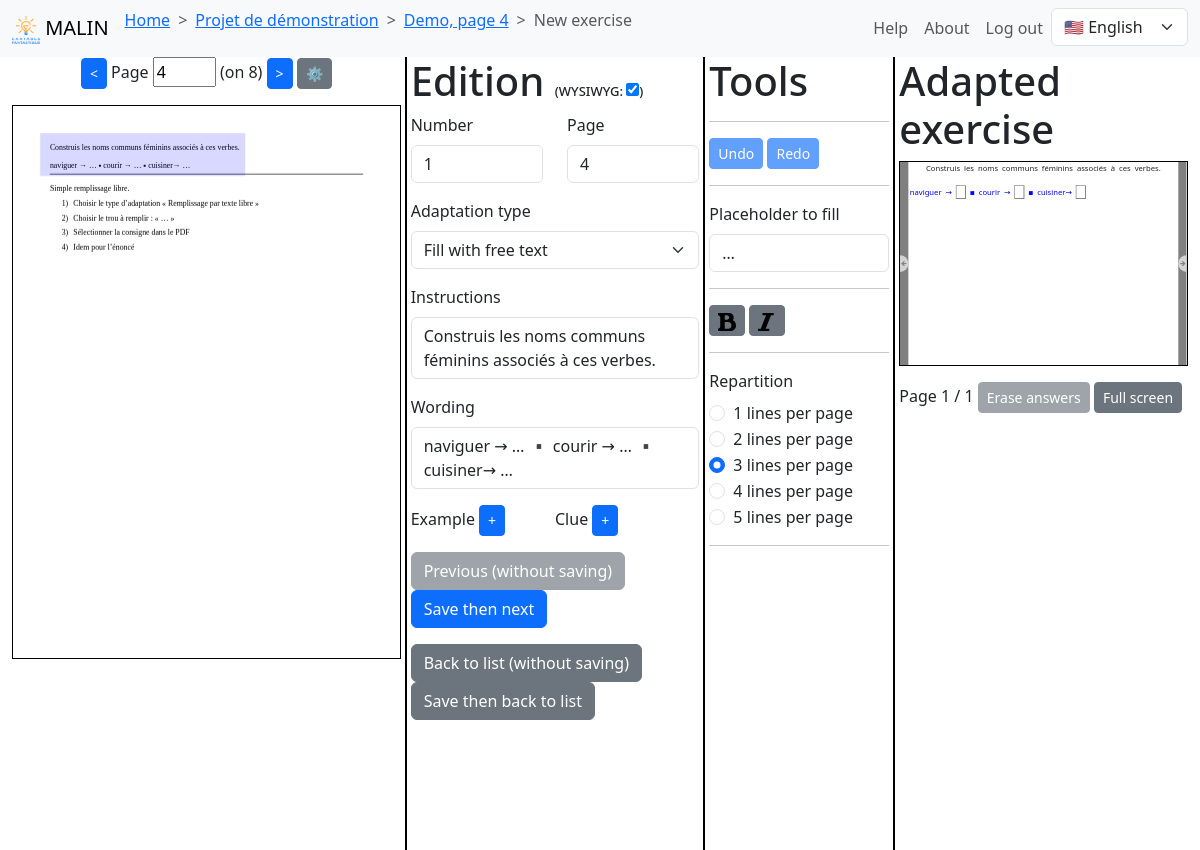 MALIN
Home > Projet de démonstration > Demo, page 4 > New exercise
Help About Log out 🇺🇸 English
< Page 4 (on 8) > ⚙️
Construis les noms communs féminins associés à ces verbes.
naviguer → … ▪ courir → … ▪ cuisiner→ …
Simple remplissage libre.
1) Choisir le type d’adaptation « Remplissage par texte libre »
2) Choisir le trou à remplir : « … »
3) Sélectionner la consigne dans le PDF
4) Idem pour l’énoncé
Edition (WYSIWYG: )
Number Page
1 4
Adaptation type
Fill with free text
Instructions
Construis les noms communs
féminins associés à ces verbes.
Wording
naviguer → … ▪ courir → … ▪
cuisiner→ …
Example + Clue +
Previous (without saving)
Save then next
Back to list (without saving)
Save then back to list
Tools
Undo Redo
Placeholder to fill
…
B I
Repartition
1 lines per page
2 lines per page
3 lines per page
4 lines per page
5 lines per page
Adapted
exercise
Construis les noms communs féminins associés à ces verbes.
naviguer → ▪ courir → ▪ cuisiner→
Page 1 / 1 Erase answers Full screen